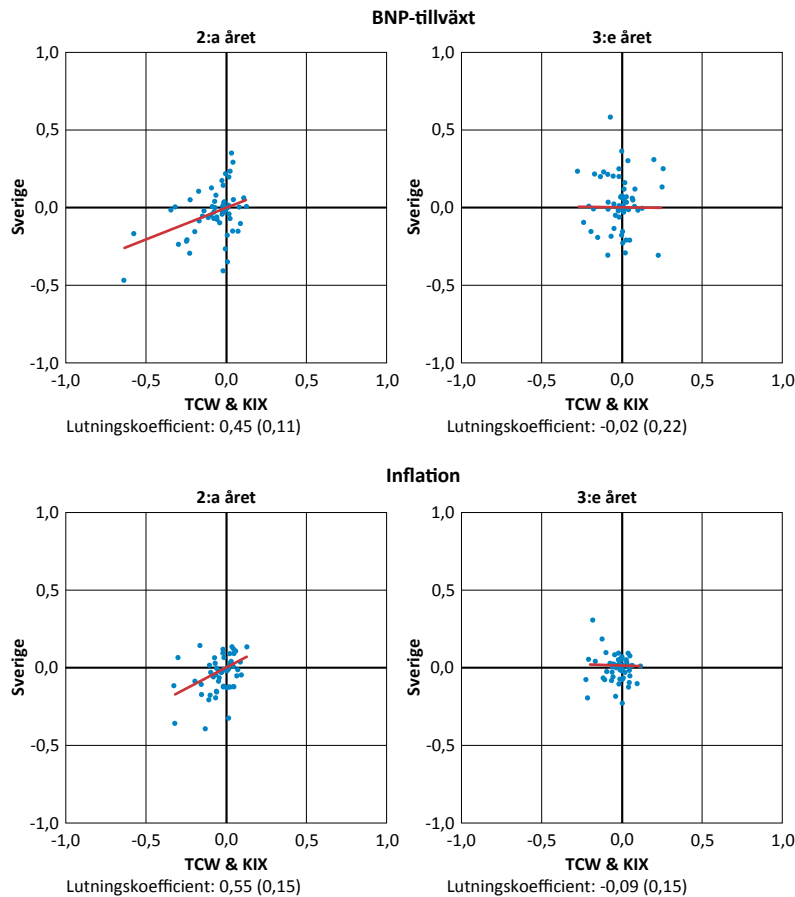 BNP-tillväxt
2:a året
1,0
0,5
0,0
-0,5
-1,0
Sverige
-1,0 -0,5 0,0 0,5 1,0
TCW & KIX
Lutningskoefficient: 0,45 (0,11)
3:e året
1,0
0,5
0,0
-0,5
-1,0
Sverige
-1,0 -0,5 0,0 0,5 1,0
TCW & KIX
Lutningskoefficient: -0,02 (0,22)
Inflation
2:a året
1,0
0,5
0,0
-0,5
-1,0
Sverige
-1,0 -0,5 0,0 0,5 1,0
TCW & KIX
Lutningskoefficient: 0,55 (0,15)
3:e året
1,0
0,5
0,0
-0,5
-1,0
Sverige
-1,0 -0,5 0,0 0,5 1,0
TCW & KIX
Lutningskoefficient: -0,09 (0,15)